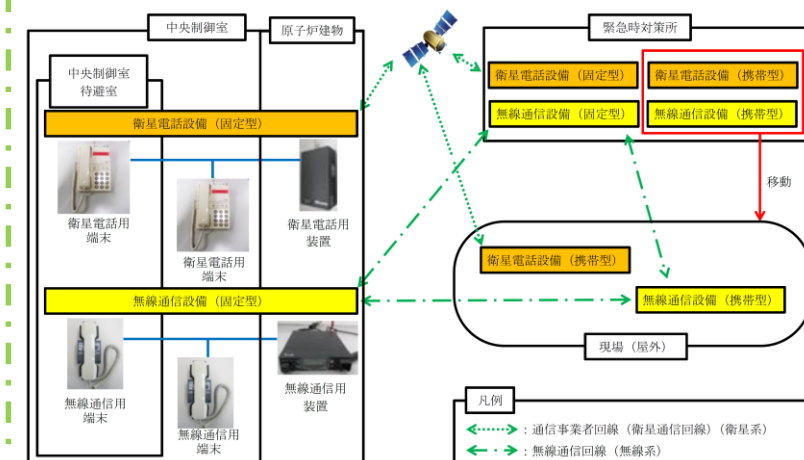 中央制御室
原子炉建物
緊急時対策所
中央制御室
待避室
衛星電話設備（固定型）
衛星電話設備（携帯型）
無線通信設備（固定型）
無線通信設備（携帯型）
衛星電話設備（固定型）
移動
衛星電話用
端末
衛星電話用
端末
衛星電話用
装置
衛星電話設備（携帯型）
無線通信設備（携帯型）
無線通信設備（固定型）
現場（屋外）
無線通信用
端末
無線通信用
端末
無線通信用
装置
凡例
：通信事業者回線（衛星通信回線）（衛星系）
：無線通信回線（無線系）